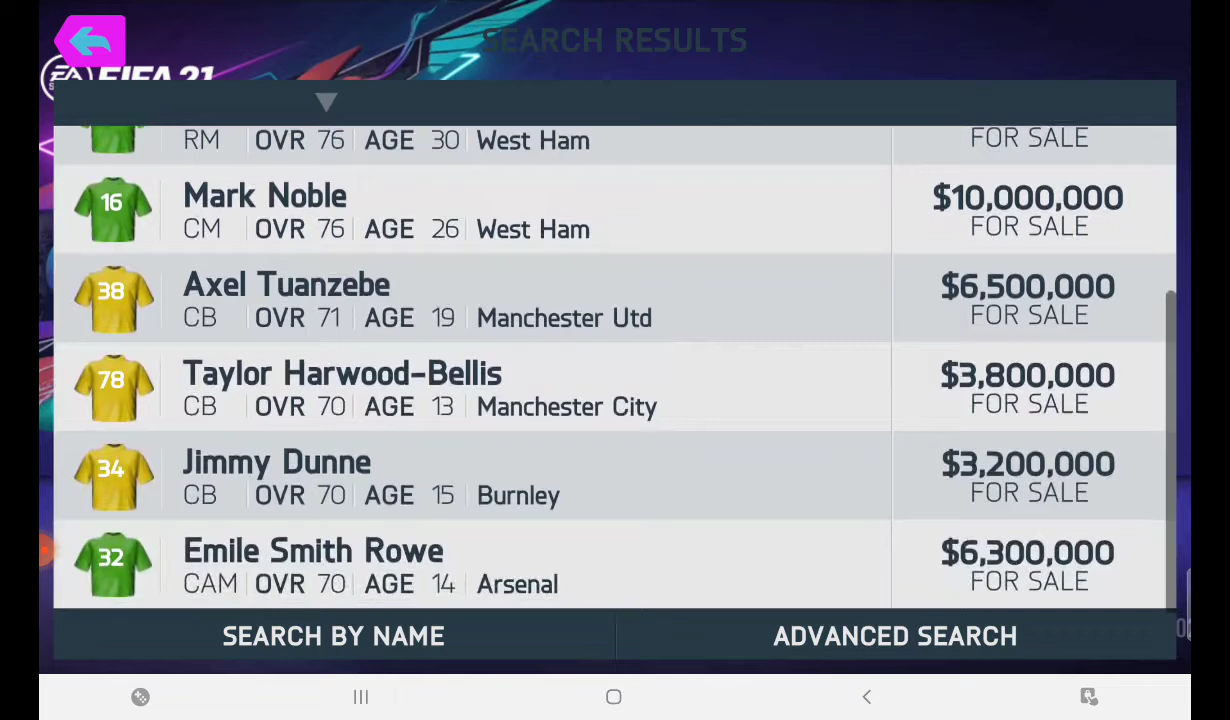 SEARCH RESULTS
EA
FIFA 21
RM OVR 76 AGE 30 West Ham
FOR SALE
16
Mark Noble
CM OVR 76 AGE 26 West Ham
$10,000,000
FOR SALE
38
Axel Tuanzebe
CB OVR 71 AGE 19 Manchester Utd
$6,500,000
FOR SALE
78
Taylor Harwood-Bellis
CB OVR 70 AGE 13 Manchester City
$3,800,000
FOR SALE
34
Jimmy Dunne
CB OVR 70 AGE 15 Burnley
$3,200,000
FOR SALE
32
Emile Smith Rowe
CAM OVR 70 AGE 14 Arsenal
$6,300,000
FOR SALE
SEARCH BY NAME
ADVANCED SEARCH